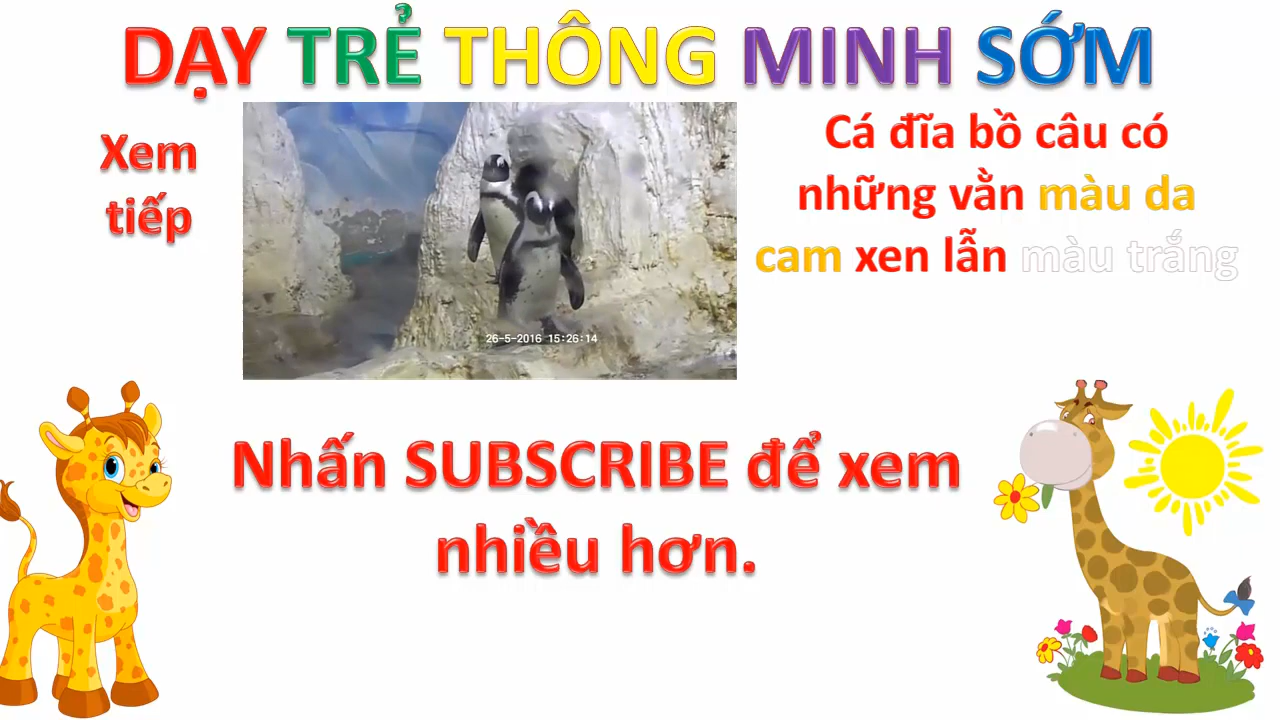 DẠY TRẺ THÔNG MINH SỚM
Xem
tiếp
Cá đĩa bồ câu có
những vằn màu da
cam xen lẫn màu trắng
26-5-2016 15:26:14
Nhấn SUBSCRIBE để xem
nhiều hơn.